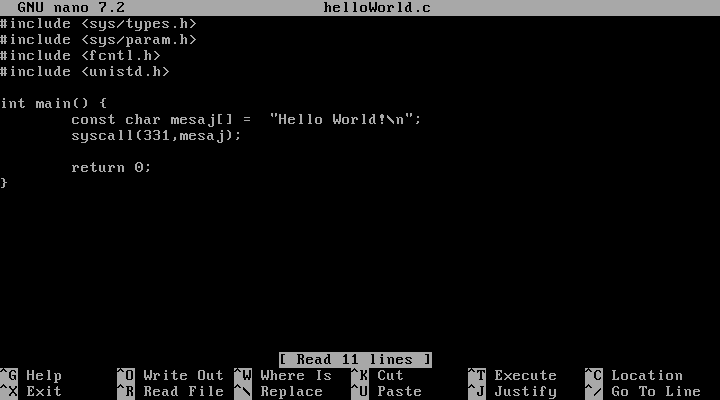 GNU nano 7.2 helloWorld.c
#include <sys/types.h>
#include <sys/param.h>
#include <fcntl.h>
#include <unistd.h>
int main() {
const char mesaj[] =  "Hello World!\n";
syscall(331,mesaj);
return 0;
}
[ Read 11 lines ]
^G Help ^O Write Out ^W Where Is ^K Cut ^T Execute ^C Location
^X Exit ^R Read File ^\ Replace ^U Paste ^J Justify ^/ Go To Line